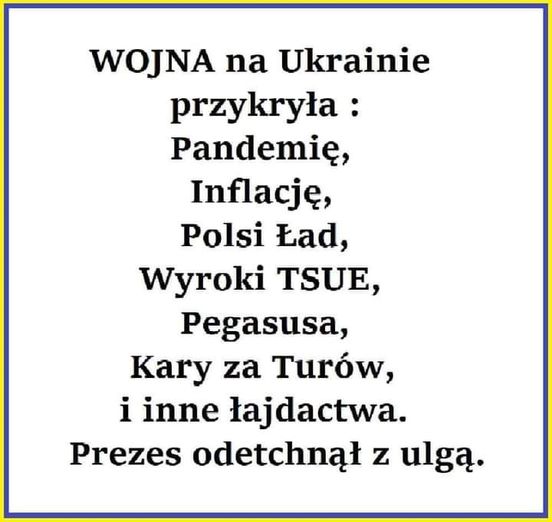 WOJNA na Ukrainie
przykryła :
Pandemię,
Inflację,
Polsi Ład,
Wyroki TSUE,
Pegasusa,
Kary za Turów,
i inne łajdactwa.
Prezes odetchnął z ulgą.